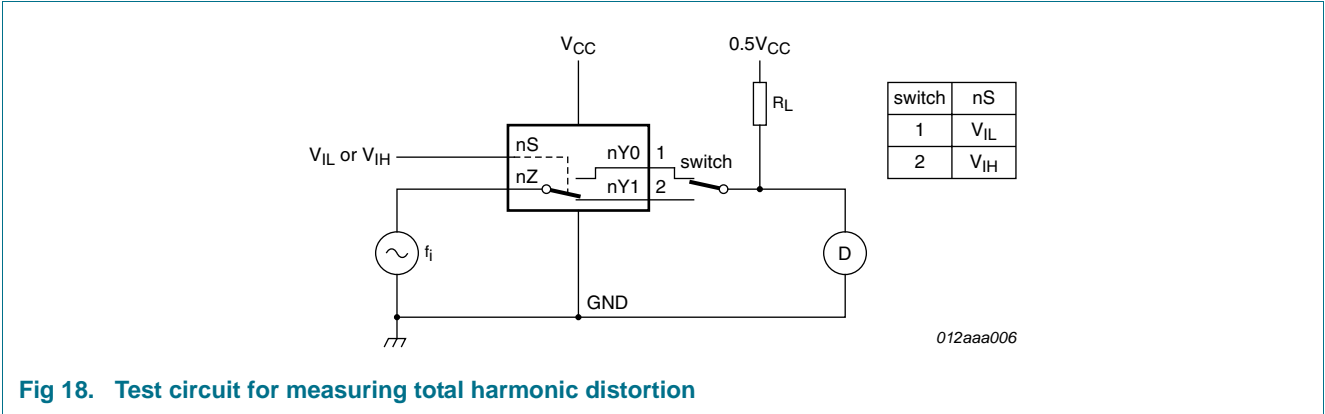 VCC
0.5VCC
RL
switch nS
1 VIL
2 VIH
VIL or VIH
nS
nY0 1
switch
nZ
nY1 2
fi
D
GND
012aaa006
Fig 18. Test circuit for measuring total harmonic distortion